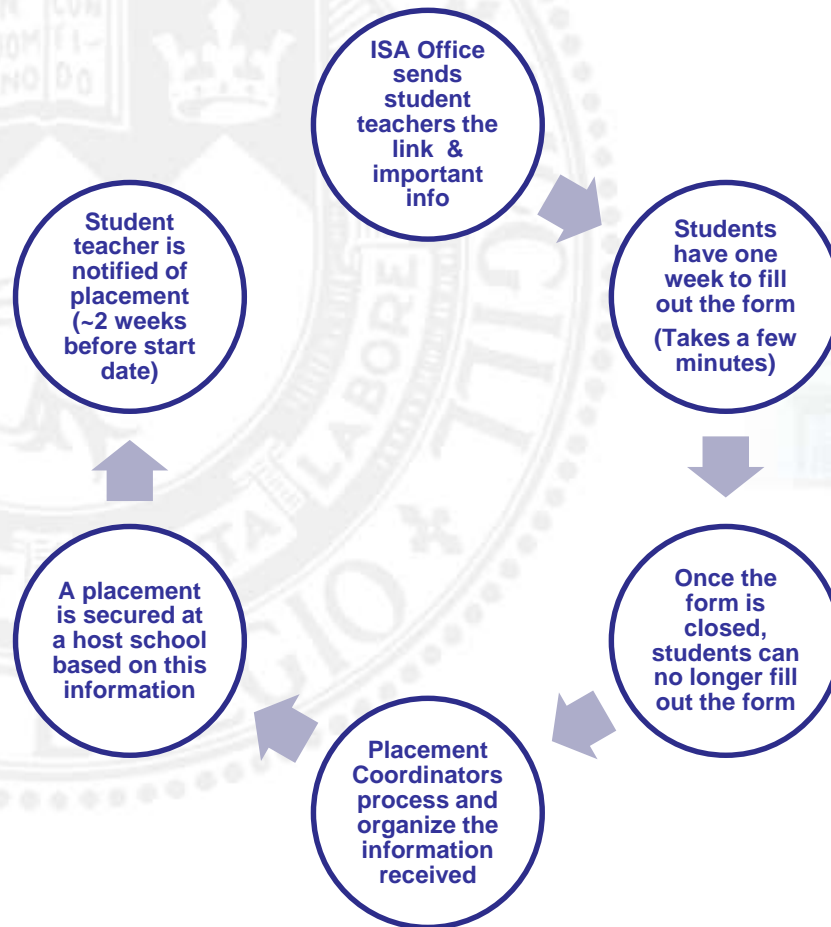 ISA Office
sends
student
teachers the
link &
important
info
Students
have one
week to fill
out the form
(Takes a few
minutes)
Once the
form is
closed,
students can
no longer fill
out the form
Placement
Coordinators
process and
organize the
information
received
A placement
is secured at
a host school
based on this
information
Student
teacher is
notified of
placement
(~2 weeks
before start
date)